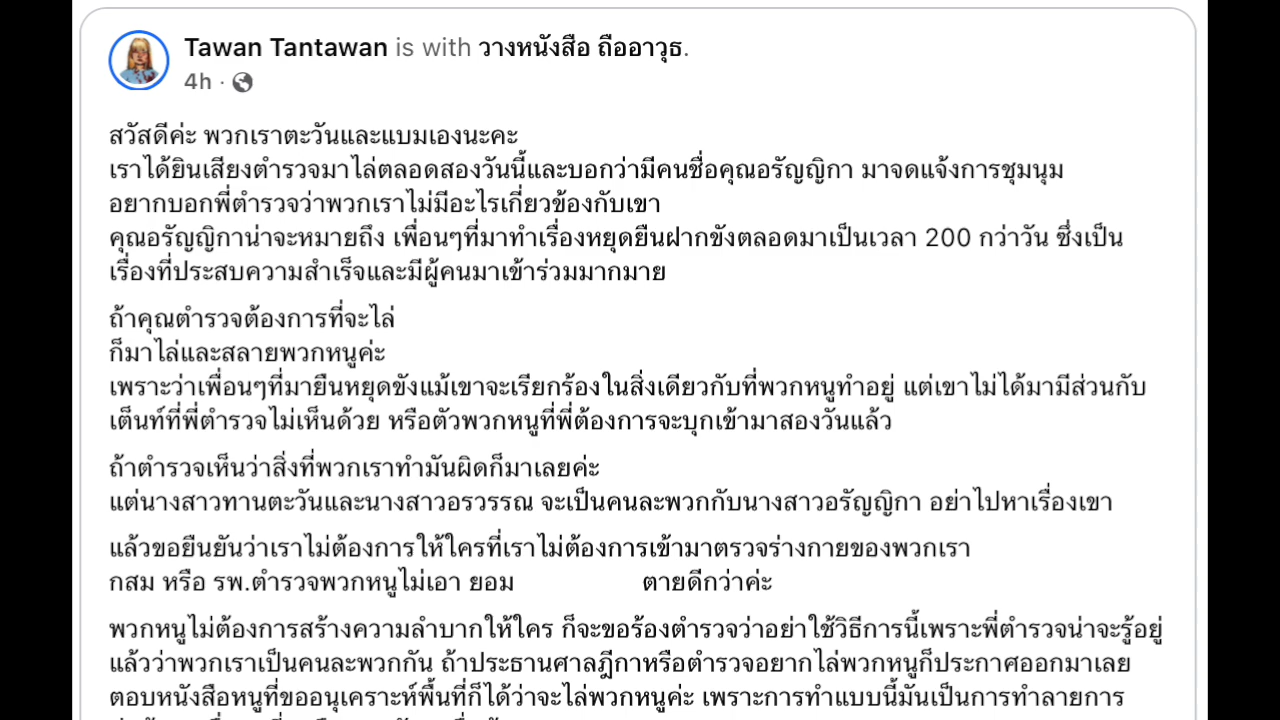 Tawan Tantawan is with วางหนังสือ ถืออาวุธ.
4h ·
สวัสดีค่ะ พวกเราตะวันและแบมเองนะคะ
เราได้ยินเสียงตำรวจมาไล่ตลอดสองวันนี้และบอกว่ามีคนชื่อคุณอรัญญิกา มาจดแจ้งการชุมนุม
อยากบอกพี่ตำรวจว่าพวกเราไม่มีอะไรเกี่ยวข้องกับเขา
คุณอรัญญิกาน่าจะหมายถึง เพื่อนๆที่มาทำเรื่องหยุดยืนฝากขังตลอดมาเป็นเวลา 200 กว่าวัน ซึ่งเป็น
เรื่องที่ประสบความสำเร็จและมีผู้คนมาเข้าร่วมมากมาย
ถ้าคุณตำรวจต้องการที่จะไล่
ก็มาไล่และสลายพวกหนูค่ะ
เพราะว่าเพื่อนๆที่มายืนหยุดขังแม้เขาจะเรียกร้องในสิ่งเดียวกับที่พวกหนูทำอยู่ แต่เขาไม่ได้มามีส่วนกับ
เต็นท์ที่พี่ตำรวจไม่เห็นด้วย หรือตัวพวกหนูที่พี่ต้องการจะบุกเข้ามาสองวันแล้ว
ถ้าตำรวจเห็นว่าสิ่งที่พวกเราทำมันผิดก็มาเลยค่ะ
แต่นางสาวทานตะวันและนางสาวอรวรรณ จะเป็นคนละพวกกับนางสาวอรัญญิกา อย่าไปหาเรื่องเขา
แล้วขอยืนยันว่าเราไม่ต้องการให้ใครที่เราไม่ต้องการเข้ามาตรวจร่างกายของพวกเรา
กสม หรือ รพ.ตำรวจพวกหนูไม่เอา ยอม ตายดีกว่าค่ะ
พวกหนูไม่ต้องการสร้างความลำบากให้ใคร ก็จะขอร้องตำรวจว่าอย่าใช้วิธีการนี้เพราะพี่ตำรวจน่าจะรู้อยู่
แล้วว่าพวกเราเป็นคนละพวกกัน ถ้าประธานศาลฎีกาหรือตำรวจอยากไล่พวกหนูก็ประกาศออกมาเลย
ตอบหนังสือหนูที่ขออนุเคราะห์พื้นที่ก็ได้ว่าจะไล่พวกหนูค่ะ เพราะการทำแบบนี้มันเป็นการทำลายการ